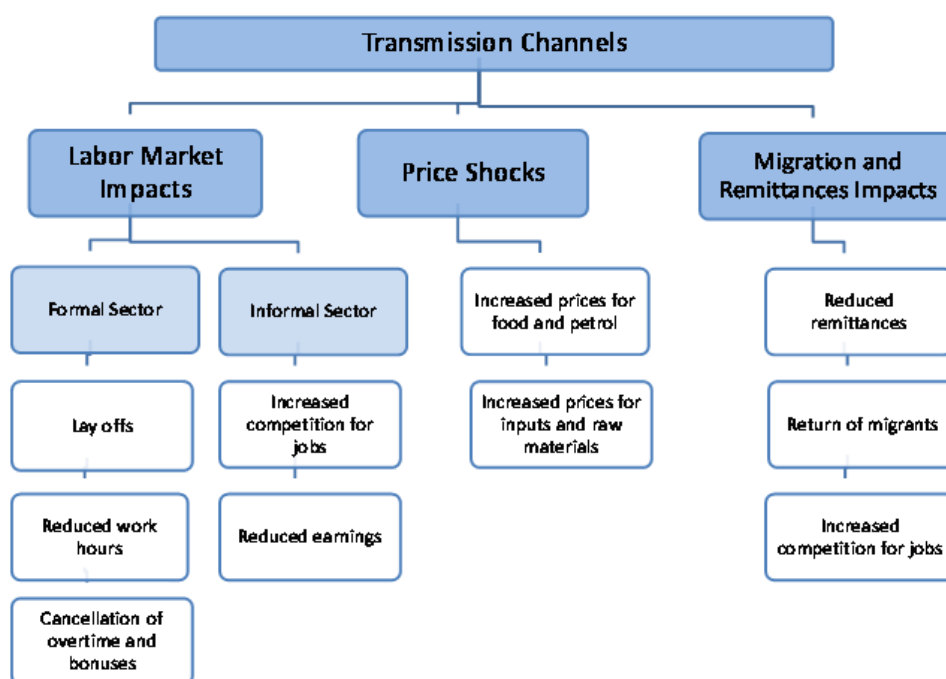 Transmission Channels
Labor Market
Impacts
Price Shocks
Migration and
Remittances Impacts
Formal Sector
Informal Sector
Increased prices for
food and petrol
Reduced
remittances
Lay offs
Increased
competition for
jobs
Increased prices for
inputs and raw
materials
Return of migrants
Reduced work
hours
Reduced earnings
Increased
competition for jobs
Cancellation of
overtime and
bonuses